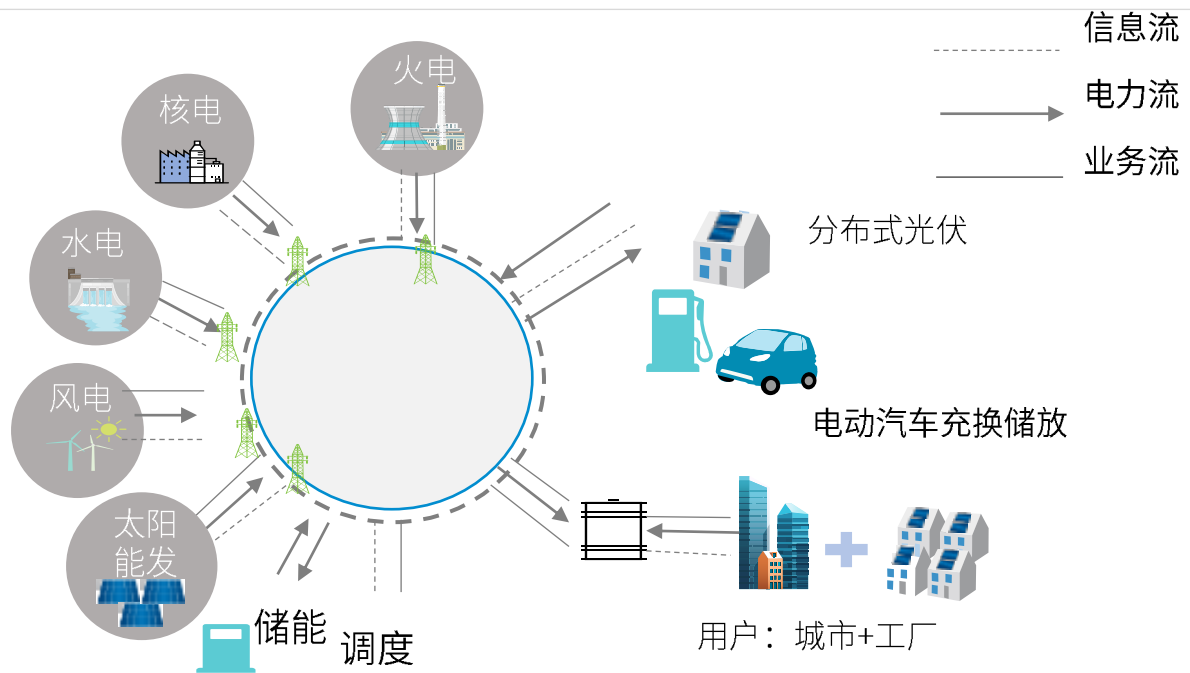 信息流
电力流
业务流
火电
核电
水电
风电
太阳
能发
储能
调度
分布式光伏
电动汽车充换储放
用户：城市+工厂